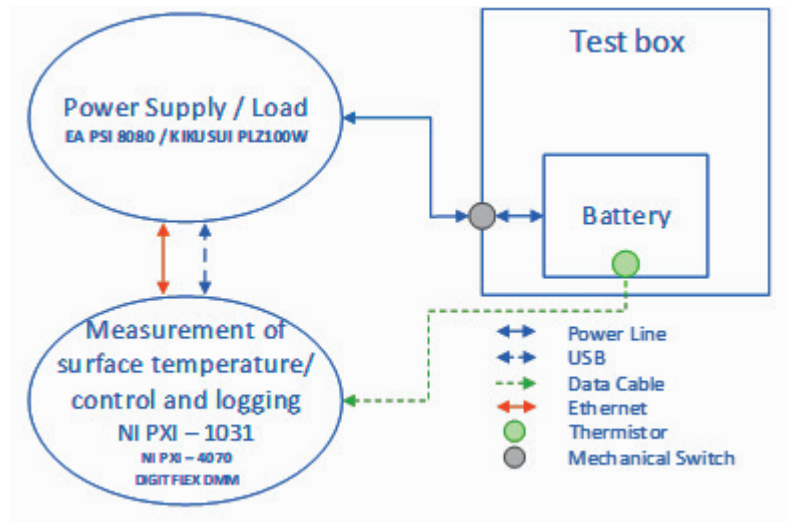 Test box
Power Supply / Load
EA PSI 8080 / KIKUSUI PLZ100W
Battery
Measurement of
surface temperature/
control and logging
NI PXI – 1031
NI PXI – 4070
DIGITFLEX DMM
Power Line
USB
Data Cable
Ethernet
Thermistor
Mechanical Switch